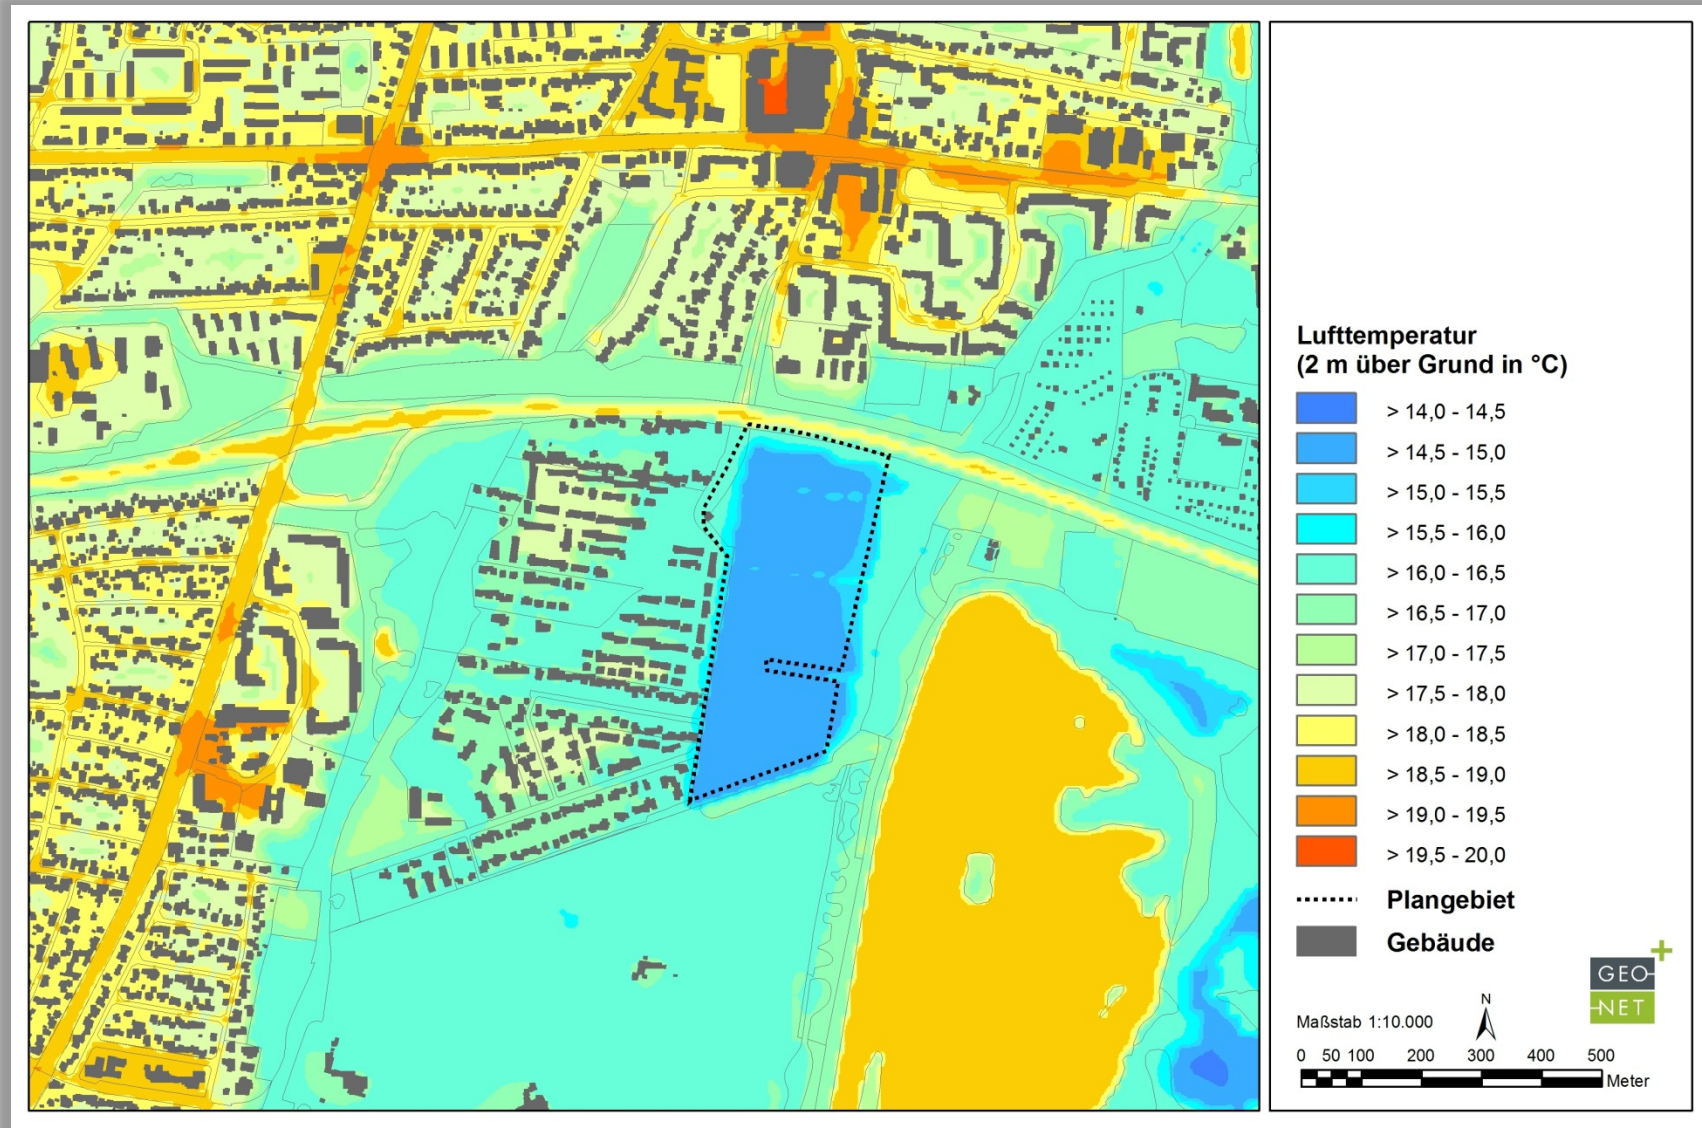 Lufttemperatur
(2 m über Grund in °C)
> 14,0 - 14,5
> 14,5 - 15,0
> 15,0 - 15,5
> 15,5 - 16,0
> 16,0 - 16,5
> 16,5 - 17,0
> 17,0 - 17,5
> 17,5 - 18,0
> 18,0 - 18,5
> 18,5 - 19,0
> 19,0 - 19,5
> 19,5 - 20,0
Plangebiet
Gebäude
GEO
NET
N
Maßstab 1:10.000
0 50 100 200 300 400 500
Meter